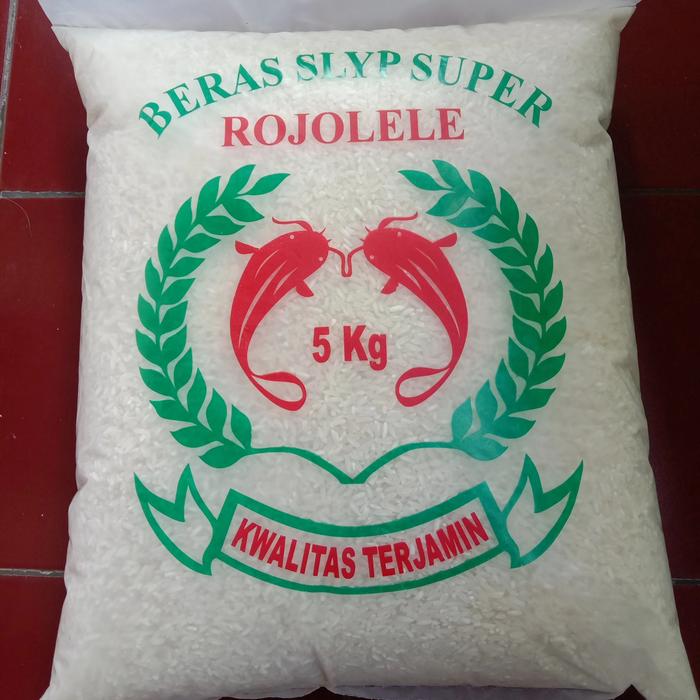 BERAS SLYP SUPER
ROJOLELE
5 Kg
KWALITAS TERJAMIN